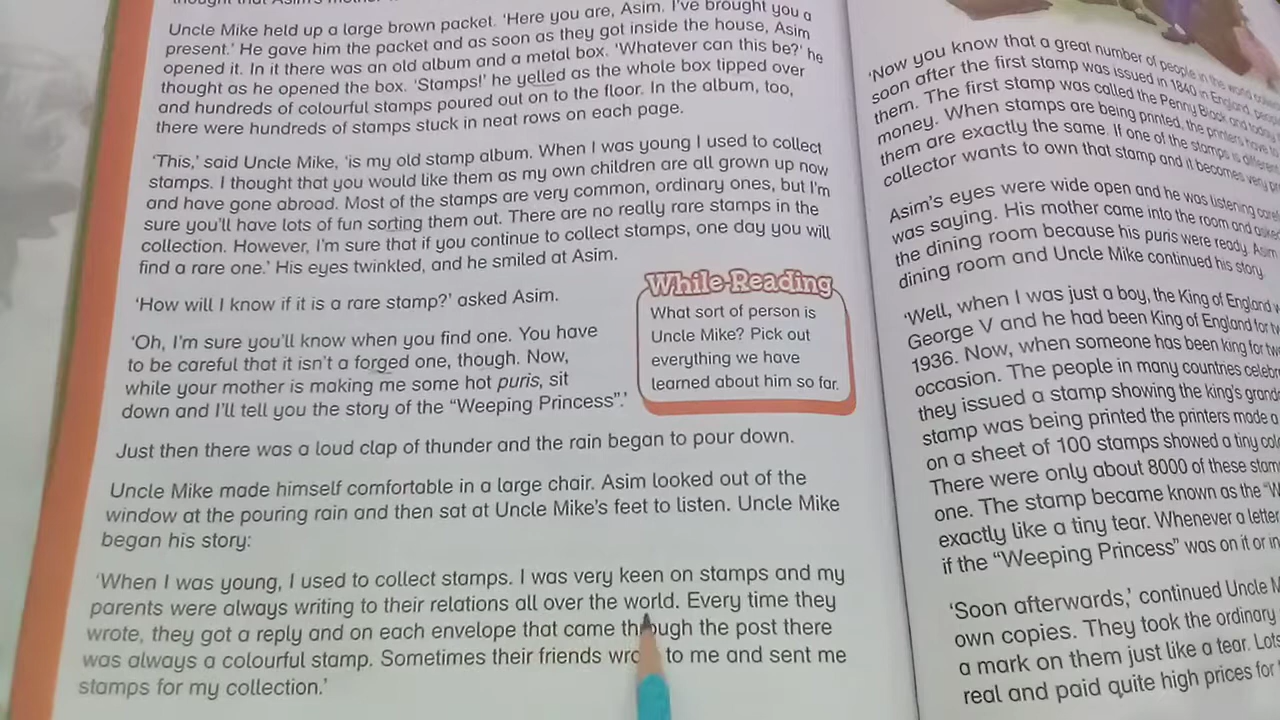 Uncle Mike held up a large brown packet. 'Here you are, Asim. I've brought you a
present.' He gave him the packet and as soon as they got inside the house, Asim
opened it. In it there was an old album and a metal box. 'Whatever can this be?' he
thought as he opened the box. 'Stamps!' he yelled as the whole box tipped over
and hundreds of colourful stamps poured out on to the floor. In the album, too,
there were hundreds of stamps stuck in neat rows on each page.
'This,' said Uncle Mike, 'is my old stamp album. When I was young I used to collect
stamps. I thought that you would like them as my own children are all grown up now
and have gone abroad. Most of the stamps are very common, ordinary ones, but I'm
sure you'll have lots of fun sorting them out. There are no really rare stamps in the
collection. However, I'm sure that if you continue to collect stamps, one day you will
find a rare one.' His eyes twinkled, and he smiled at Asim.
'How will I know if it is a rare stamp?' asked Asim.
'Oh, I'm sure you'll know when you find one. You have
to be careful that it isn't a forged one, though. Now,
while your mother is making me some hot puris, sit
down and I'll tell you the story of the "Weeping Princess".'
While-Reading
What sort of person is
Uncle Mike? Pick out
everything we have
learned about him so far.
Just then there was a loud clap of thunder and the rain began to pour down.
Uncle Mike made himself comfortable in a large chair. Asim looked out of the
window at the pouring rain and then sat at Uncle Mike's feet to listen. Uncle Mike
began his story:
'When I was young, I used to collect stamps. I was very keen on stamps and my
parents were always writing to their relations all over the world. Every time they
wrote, they got a reply and on each envelope that came through the post there
was always a colourful stamp. Sometimes their friends to me and sent me
stamps for my collection.'
'Now you know that a great number of people in the world
soon after the first stamp was issued in 1840 in England,
them. The first stamp was called the Penny Black and
money. When stamps are being printed, the printers have to
them are exactly the same. If one of the stamps is different
collector wants to own that stamp and it becomes very
Asim's eyes were wide open and he was listening
was saying. His mother came into the room and asked
the dining room because his puris were ready. Asim
dining room and Uncle Mike continued his story.
'Well, when I was just a boy, the King of England
George V and he had been King of England for
1936. Now, when someone has been king for
occasion. The people in many countries
they issued a stamp showing the king's
stamp was being printed the printers made a
on a sheet of 100 stamps showed a tiny
There were only about 8000 of these
one. The stamp became known as the
exactly like a tiny tear. Whenever a letter
if the "Weeping Princess" was on it or in
'Soon afterwards,' continued Uncle
own copies. They took the ordinary
a mark on them just like a tear.
real and paid quite high prices for